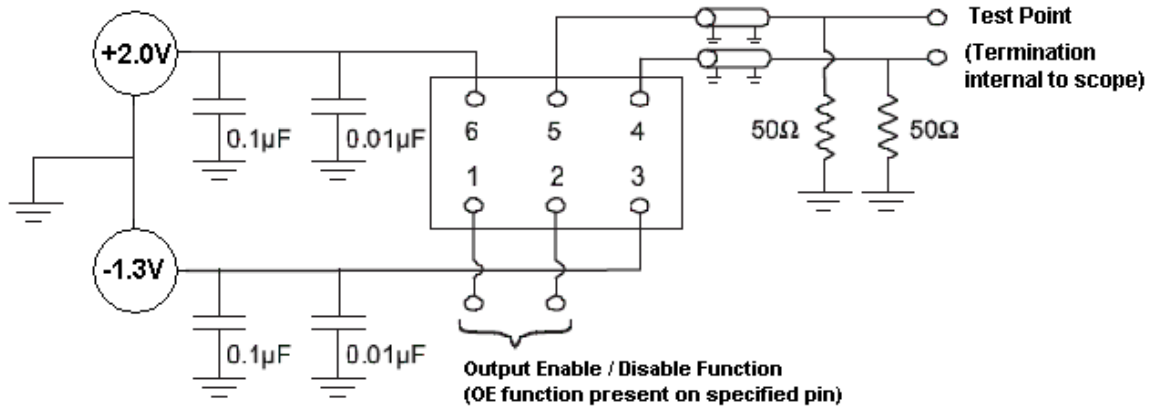 +2.0V
0.1µF
0.01µF
6
5
4
1
2
3
Test Point
(Termination
internal to scope)
50Ω
50Ω
-1.3V
0.1µF
0.01µF
Output Enable / Disable Function
(OE function present on specified pin)